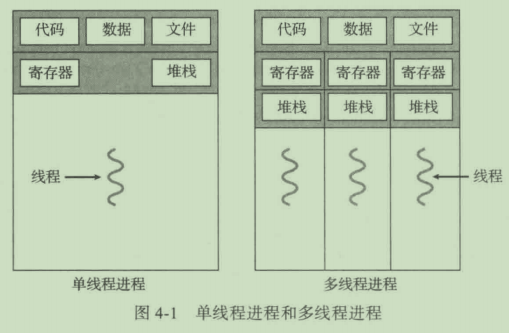 代码 数据 文件
寄存器 堆栈
线程
单线程进程
代码 数据 文件
寄存器 寄存器 寄存器
堆栈 堆栈 堆栈
线程
多线程进程
图 4-1 单线程进程和多线程进程